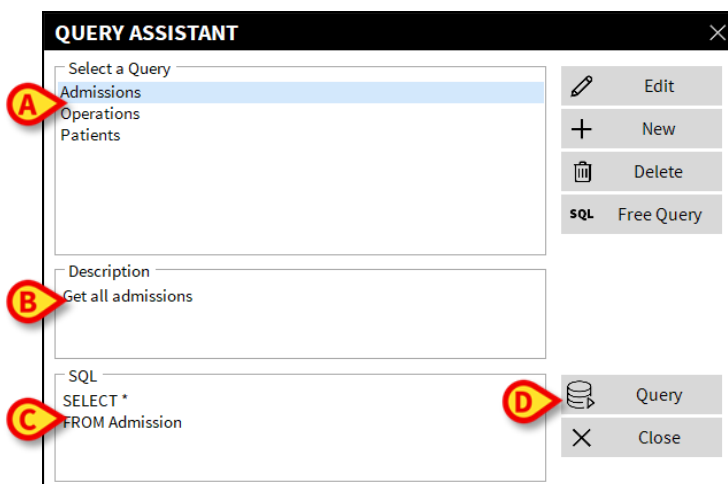 QUERY ASSISTANT
Select a Query
A
Admissions
Operations
Patients
Edit
New
Delete
SQL Free Query
Description
B
Get all admissions
SQL
SELECT *
C
FROM Admission
D
Query
Close